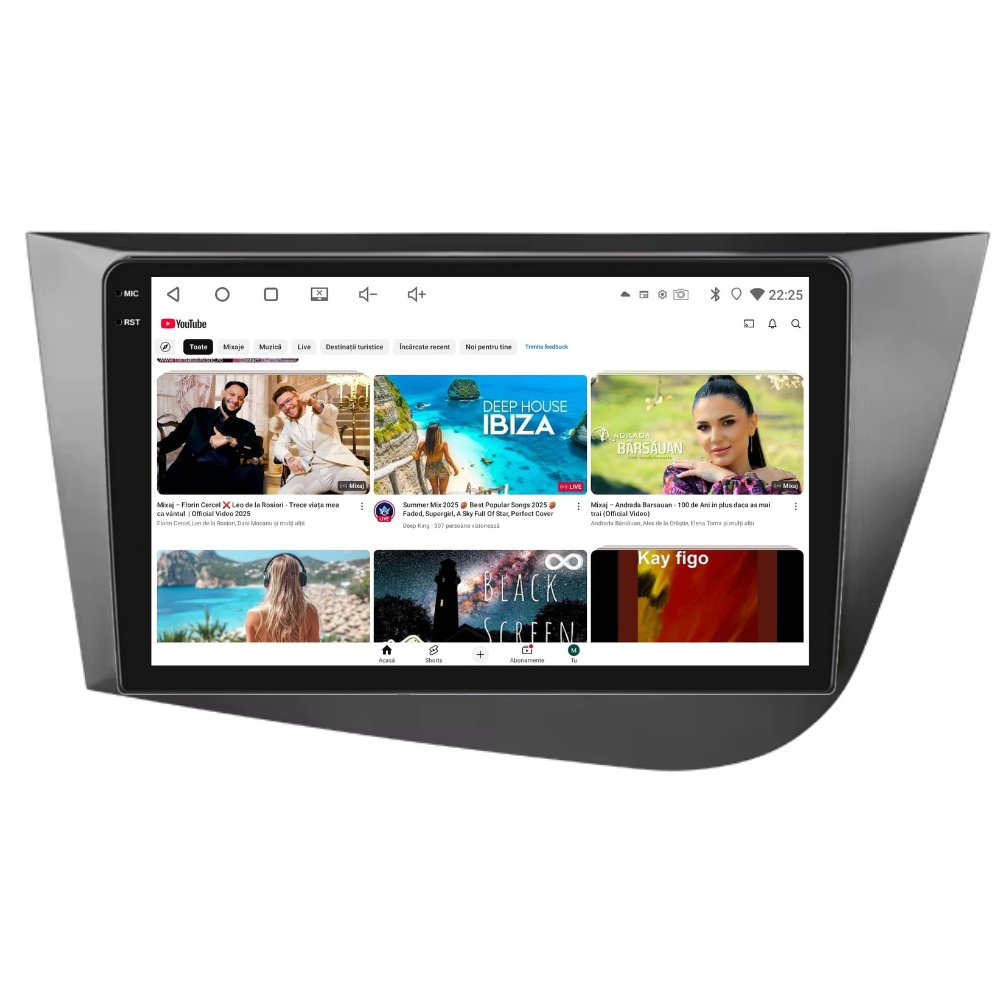 MIC
RST
22:25
YouTube
Toate
Mixaje
Muzică
Live
Destinații turistice
Încărcate recent
Noi pentru tine
Trimite feedback
Mixaj
DEEP HOUSE
IBIZA
LIVE
ANDRADA
BÂRSĂUAN
Mixaj
Mixaj – Florin Cercel ❌ Leo de la Rosiori - Trece viața mea
ca vântul | Official Video 2025
Florin Cercel, Leo de la Rosiori, Dani Mocanu și mulți alții
LIVE
Summer Mix 2025 🍓 Best Popular Songs 2025 🍓
Faded, Supergirl, A Sky Full Of Star, Perfect Cover
Deep King · 307 persoane vizionează
Mixaj – Andrada Barsauan - 100 de Ani in plus daca as mai
trai (Official Video)
Andrada Bârsăuan, Alex de la Orăștie, Elena Toma și mulți alții
BLACK
SCREEN
Kay figo
Acasă
Shorts
+
Abonamente
M
Tu